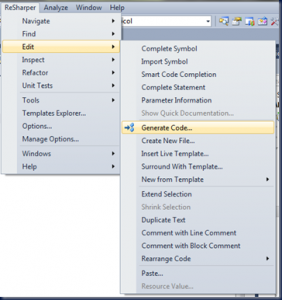 ReSharper Analyze Window Help
Navigate
Find
Edit
Inspect
Refactor
Unit Tests
Tools
Templates Explorer...
Options...
Manage Options...
Windows
Help
col
Complete Symbol
Import Symbol
Smart Code Completion
Complete Statement
Parameter Information
Show Quick Documentation...
Generate Code...
Create New File...
Insert Live Template...
Surround With Template...
New from Template
Extend Selection
Shrink Selection
Duplicate Text
Comment with Line Comment
Comment with Block Comment
Rearrange Code
Paste...
Resource Value...